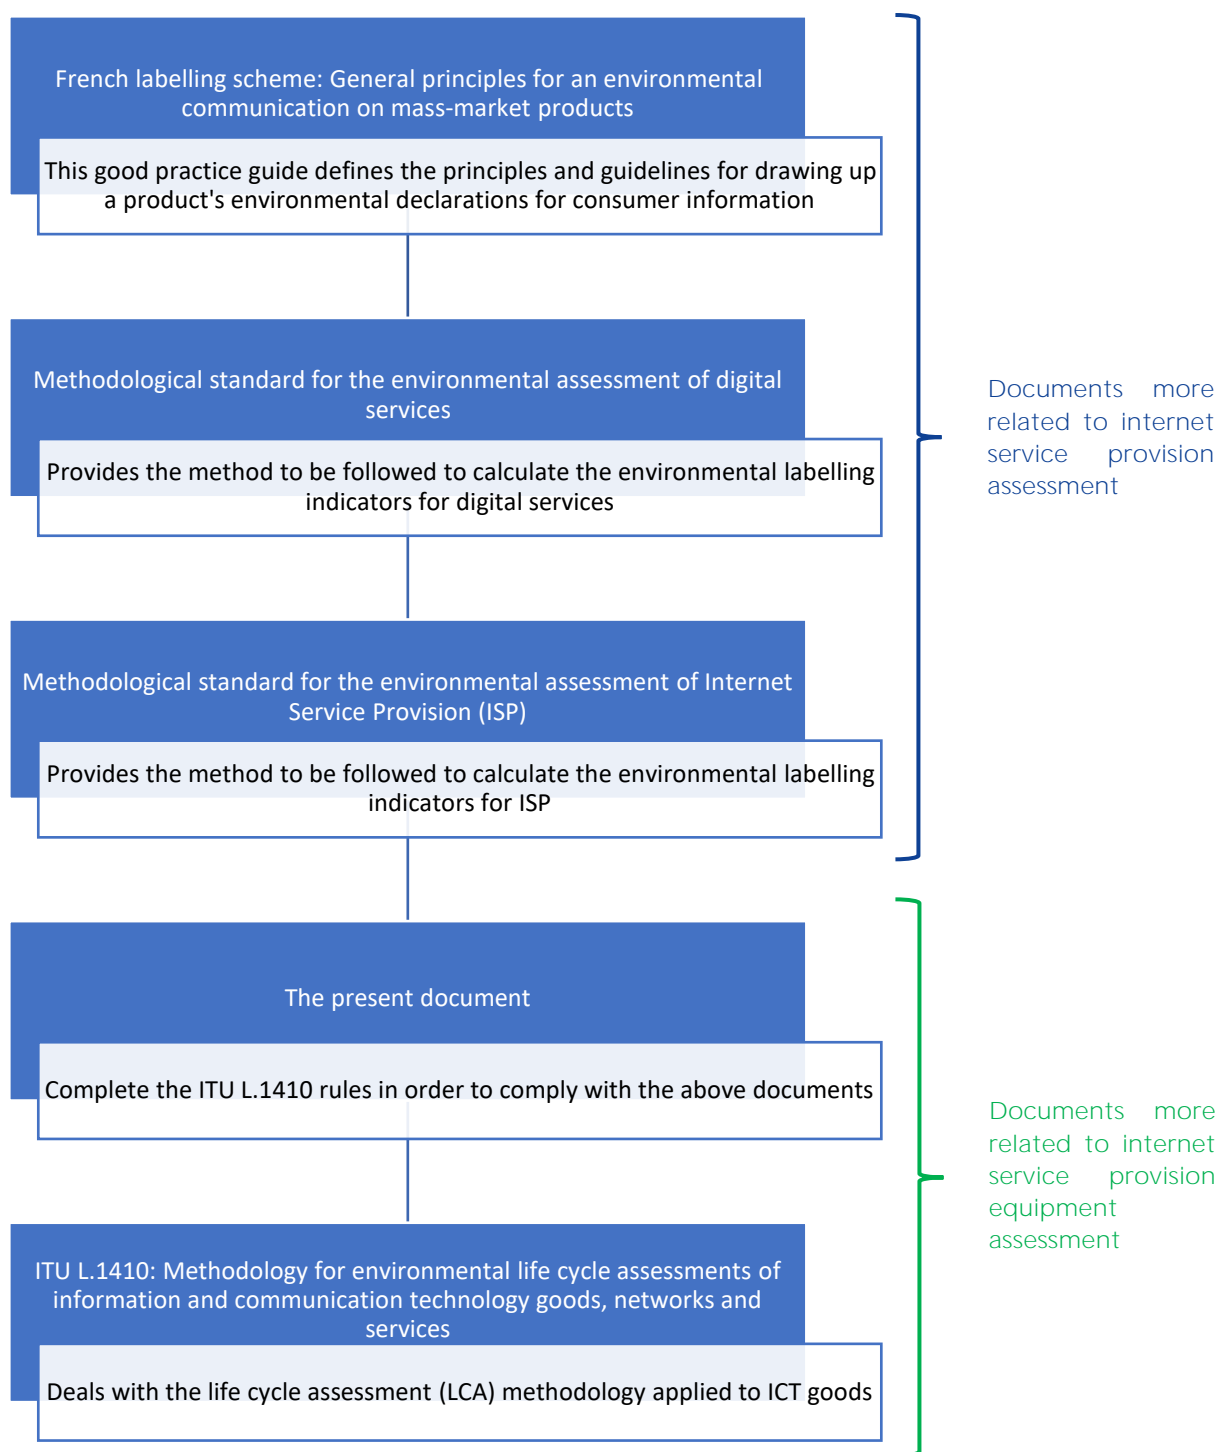 French labelling scheme: General principles for an environmental
communication on mass-market products
This good practice guide defines the principles and guidelines for drawing up
a product's environmental declarations for consumer information
Methodological standard for the environmental assessment of digital
services
Provides the method to be followed to calculate the environmental labelling
indicators for digital services
Documents more
related to internet
service provision
assessment
Methodological standard for the environmental assessment of Internet
Service Provision (ISP)
Provides the method to be followed to calculate the environmental labelling
indicators for ISP
The present document
Complete the ITU L.1410 rules in order to comply with the above documents
Documents more
related to internet
service provision
equipment
assessment
ITU L.1410: Methodology for environmental life cycle assessments of
information and communication technology goods, networks and
services
Deals with the life cycle assessment (LCA) methodology applied to ICT goods